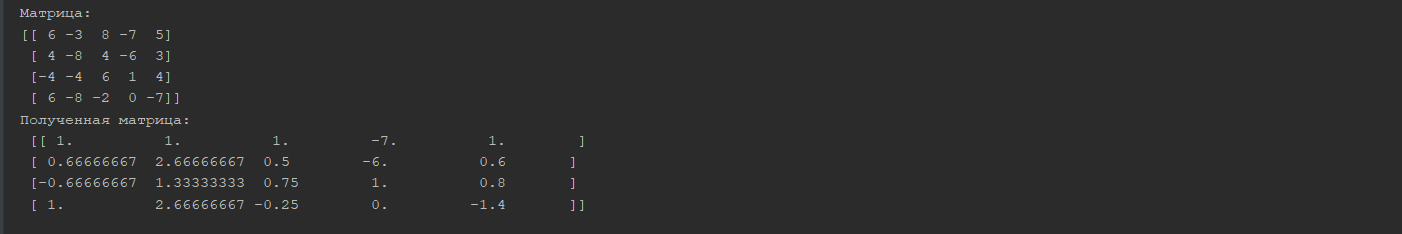 Матрица:
[[ 6 -3  8 -7  5]
 [ 4 -8  4 -6  3]
 [-4 -4  6  1  4]
 [ 6 -8 -2  0 -7]]
Полученная матрица:
 [[ 1.          1.          1.         -7.          1.        ]
 [ 0.66666667  2.66666667  0.5        -6.          0.6       ]
 [-0.66666667  1.33333333  0.75        1.          0.8       ]
 [ 1.          2.66666667 -0.25        0.         -1.4       ]]